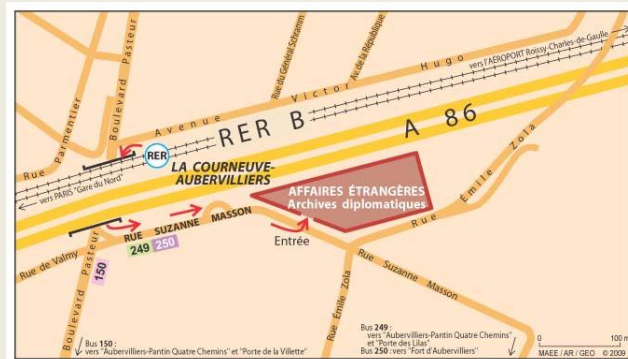 Boulevard Pasteur
Rue du Général Schramm
Av. de la République
vers l'AÉROPORT Roissy-Charles-de-Gaulle
Avenue Victor Hugo
Rue Parmentier
RER B
A 86
RER
LA COURNEUVE-
AUBERVILLIERS
vers PARIS "Gare du Nord"
AFFAIRES ÉTRANGÈRES
Archives diplomatiques
Rue Émile Zola
RUE SUZANNE MASSON
249 250
Entrée
Rue de Valmy
Boulevard Pasteur
150
Rue Émile Zola
Rue Suzanne Masson
Bus 150 :
vers "Aubervilliers-Pantin Quatre Chemins" et "Porte de la Villette"
Bus 249 :
vers "Aubervilliers-Pantin Quatre Chemins"
et "Porte des Lilas"
Bus 250 : vers "Fort d'Aubervilliers"
0 100 m
MAEE / AR / GEO © 2009